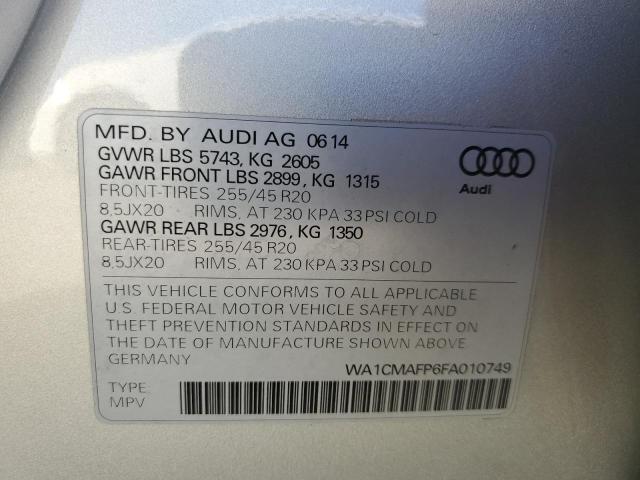 MFD. BY AUDI AG 06 14
GVWR LBS 5743, KG 2605
GAWR FRONT LBS 2899, KG 1315
FRONT-TIRES 255/45 R20
8,5JX20 RIMS, AT 230 KPA 33 PSI COLD
GAWR REAR LBS 2976, KG 1350
REAR-TIRES 255/45 R20
8,5JX20 RIMS, AT 230 KPA 33 PSI COLD
Audi
THIS VEHICLE CONFORMS TO ALL APPLICABLE
U.S. FEDERAL MOTOR VEHICLE SAFETY AND
THEFT PREVENTION STANDARDS IN EFFECT ON
THE DATE OF MANUFACTURE SHOWN ABOVE.
GERMANY
WA1CMAFP6FA010749
TYPE:
MPV